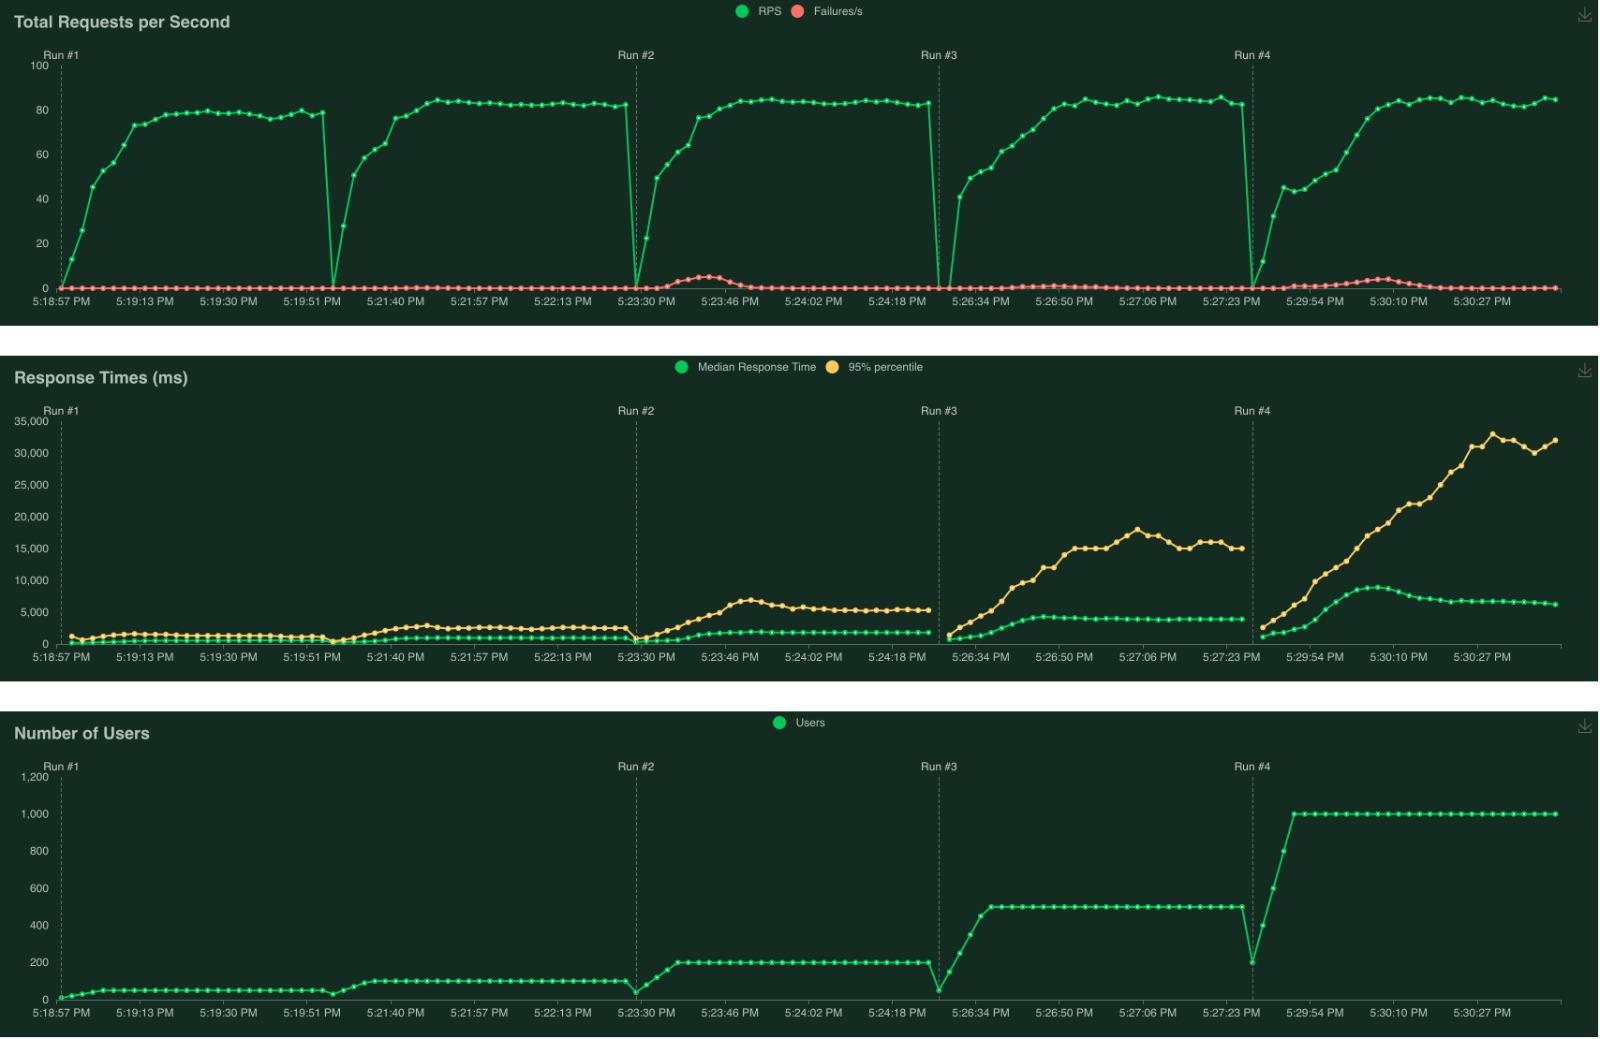 Total Requests per Second
RPS Failures/s
Run #1 Run #2 Run #3 Run #4
100
80
60
40
20
0
5:18:57 PM 5:19:13 PM 5:19:30 PM 5:19:51 PM 5:21:40 PM 5:21:57 PM 5:22:13 PM 5:23:30 PM 5:23:46 PM 5:24:02 PM 5:24:18 PM 5:26:34 PM 5:26:50 PM 5:27:06 PM 5:27:23 PM 5:29:54 PM 5:30:10 PM 5:30:27 PM
Response Times (ms)
Median Response Time 95% percentile
Run #1 Run #2 Run #3 Run #4
35,000
30,000
25,000
20,000
15,000
10,000
5,000
0
5:18:57 PM 5:19:13 PM 5:19:30 PM 5:19:51 PM 5:21:40 PM 5:21:57 PM 5:22:13 PM 5:23:30 PM 5:23:46 PM 5:24:02 PM 5:24:18 PM 5:26:34 PM 5:26:50 PM 5:27:06 PM 5:27:23 PM 5:29:54 PM 5:30:10 PM 5:30:27 PM
Number of Users
Users
Run #1 Run #2 Run #3 Run #4
1,200
1,000
800
600
400
200
0
5:18:57 PM 5:19:13 PM 5:19:30 PM 5:19:51 PM 5:21:40 PM 5:21:57 PM 5:22:13 PM 5:23:30 PM 5:23:46 PM 5:24:02 PM 5:24:18 PM 5:26:34 PM 5:26:50 PM 5:27:06 PM 5:27:23 PM 5:29:54 PM 5:30:10 PM 5:30:27 PM